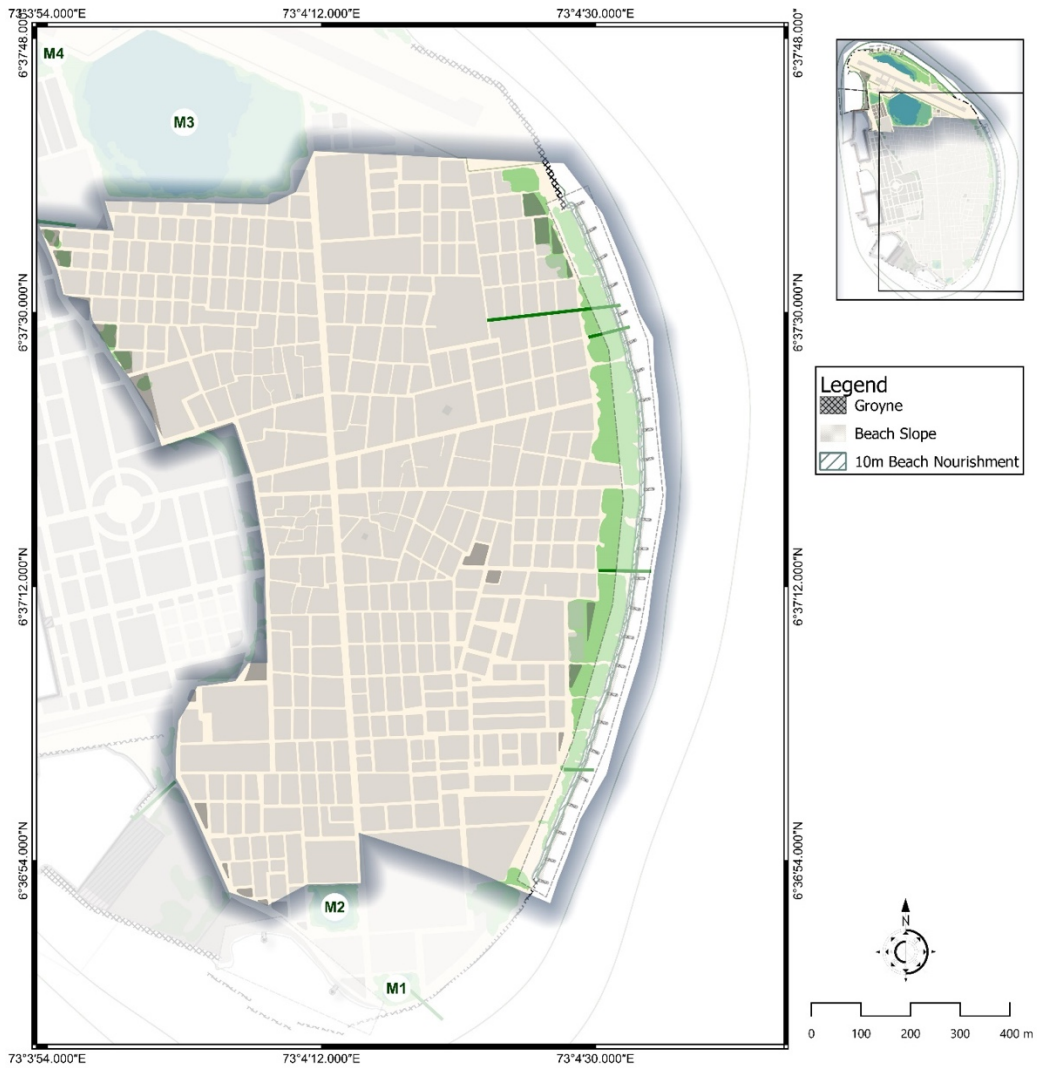 73°3'54.000"E 73°4'12.000"E 73°4'30.000"E
6°37'48.000"N 6°37'48.000"N
M4
M3
6°37'30.000"N 6°37'30.000"N
Legend
Groyne
Beach Slope
10m Beach Nourishment
6°37'12.000"N 6°37'12.000"N
6°36'54.000"N 6°36'54.000"N
M2
N
M1
0 100 200 300 400 m
73°3'54.000"E 73°4'12.000"E 73°4'30.000"E